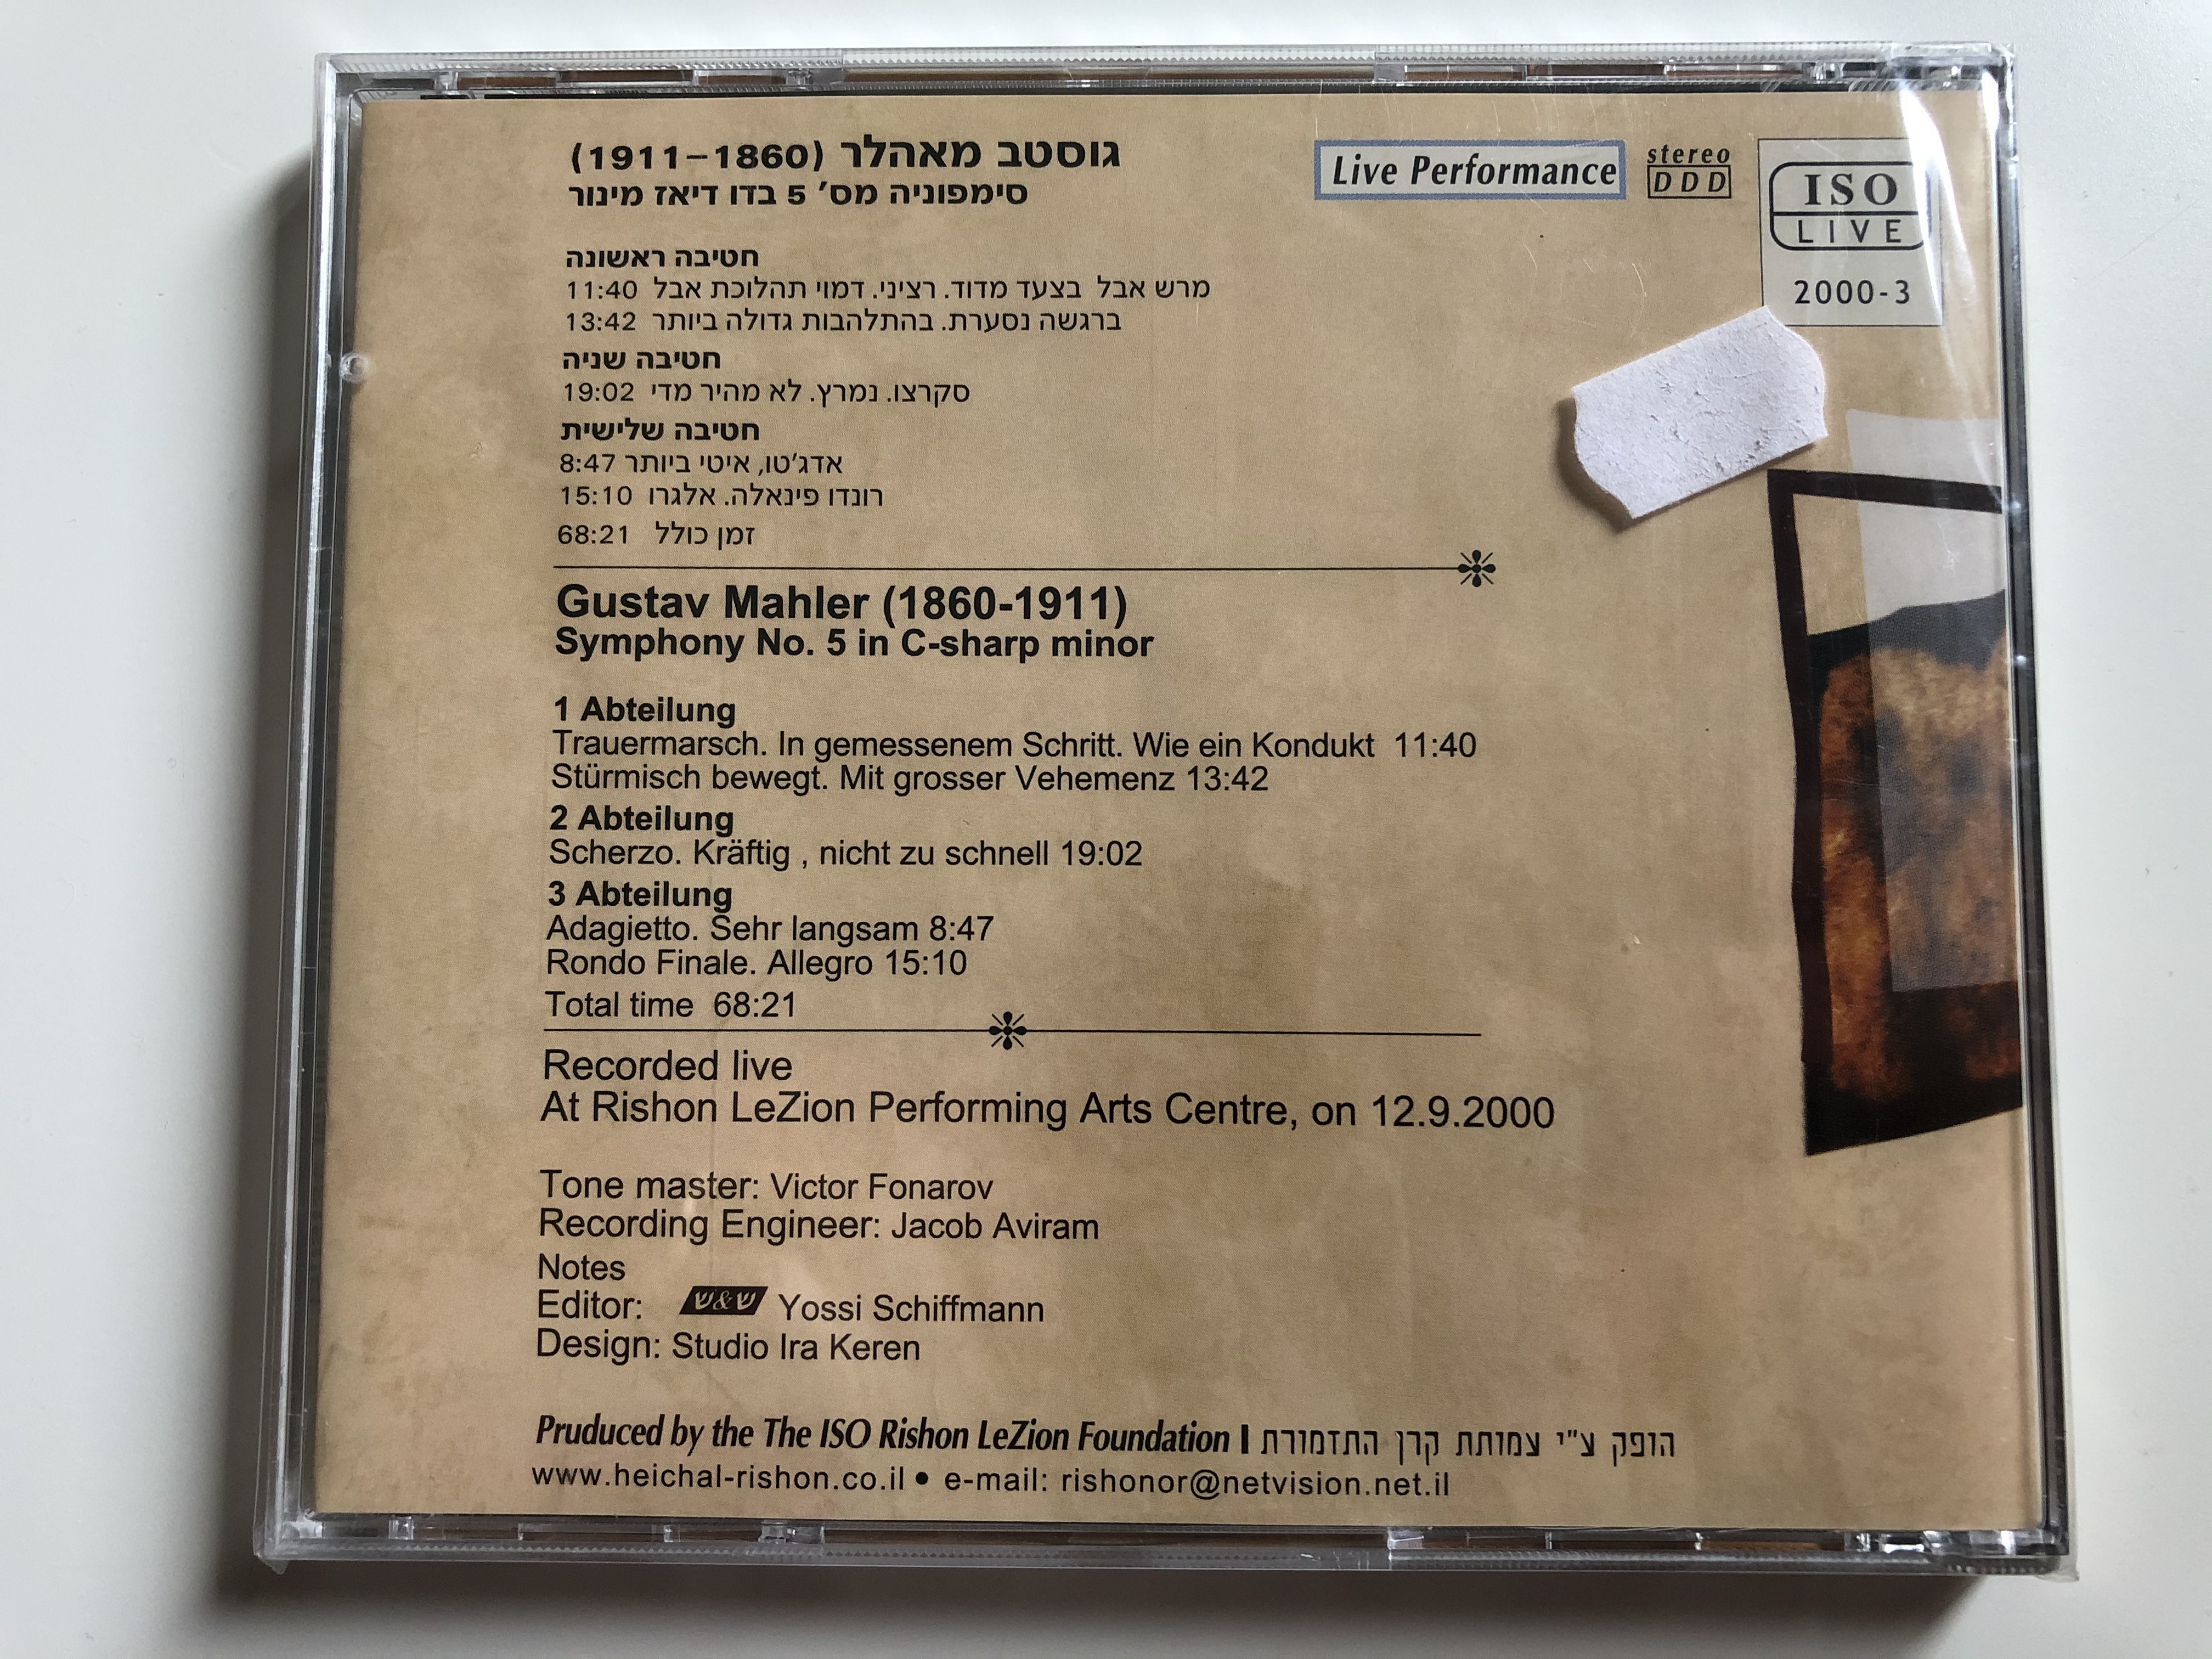 גוסטב מאהלר (1911–1860)
סימפוניה מס' 5 בדו דיאז מינור
Live Performance
stereo
DDD
ISO
LIVE
2000-3
חטיבה ראשונה
מרש אבל בצעד מדוד. רציני. דמוי תהלוכת אבל 11:40
ברגשה נסערת. בהתלהבות גדולה ביותר 13:42
חטיבה שניה
סקרצו. נמרץ. לא מהיר מדי 19:02
חטיבה שלישית
אדג'טו, איטי ביותר 8:47
רונדו פינאלה. אלגרו 15:10
זמן כולל 68:21
Gustav Mahler (1860-1911)
Symphony No. 5 in C-sharp minor
1 Abteilung
Trauermarsch. In gemessenem Schritt. Wie ein Kondukt 11:40
Stürmisch bewegt. Mit grosser Vehemenz 13:42
2 Abteilung
Scherzo. Kräftig , nicht zu schnell 19:02
3 Abteilung
Adagietto. Sehr langsam 8:47
Rondo Finale. Allegro 15:10
Total time 68:21
Recorded live
At Rishon LeZion Performing Arts Centre, on 12.9.2000
Tone master: Victor Fonarov
Recording Engineer: Jacob Aviram
Notes
Editor: ש&ש Yossi Schiffmann
Design: Studio Ira Keren
Pruduced by the The ISO Rishon LeZion Foundation | הופק ע"י עמותת קרן התזמורת
www.heichal-rishon.co.il • e-mail: rishonor@netvision.net.il